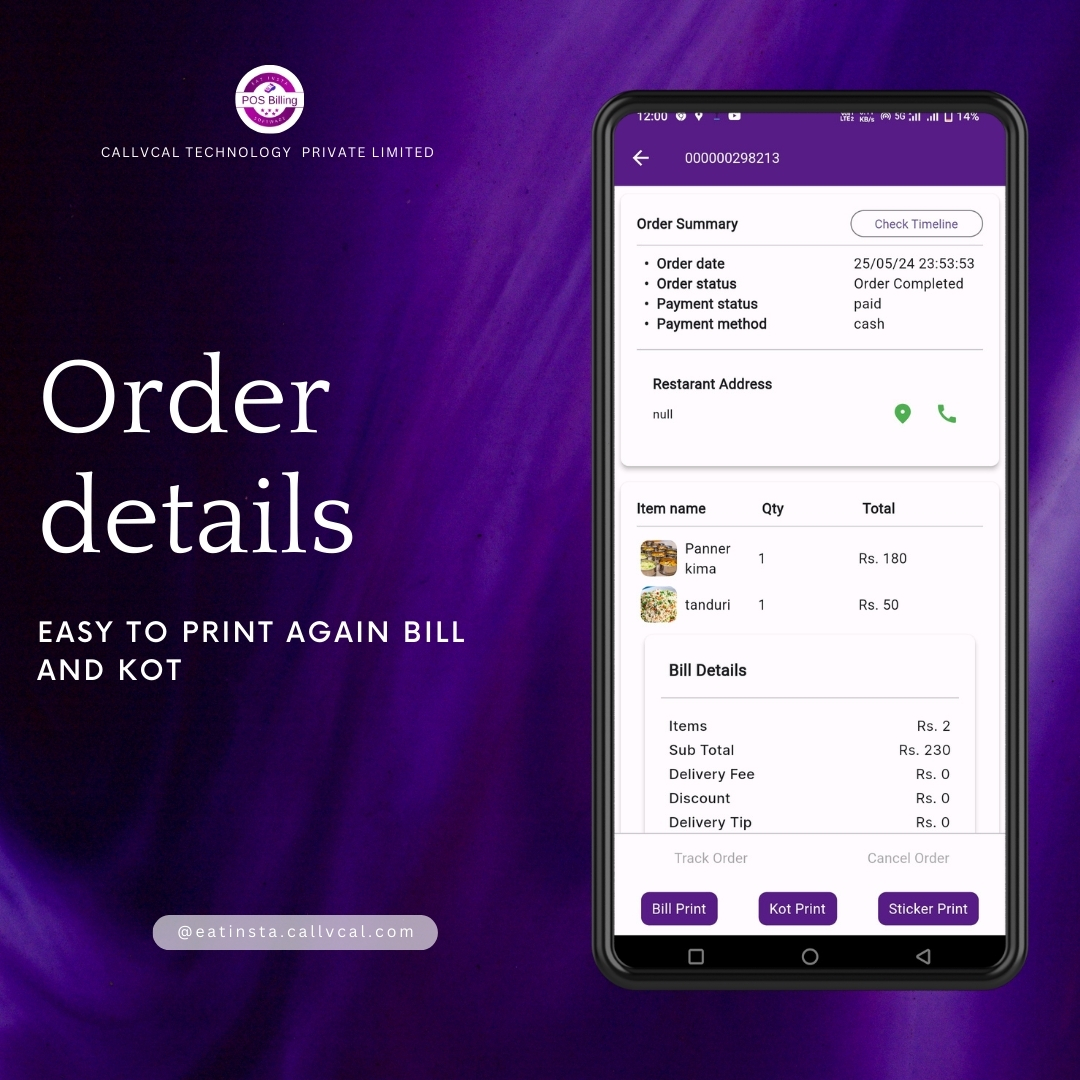 EAT INSTA
POS Billing
SOFTWARE
CALLVCAL TECHNOLOGY PRIVATE LIMITED
Order
details
EASY TO PRINT AGAIN BILL
AND KOT
@eatinsta.callvcal.com
12:00 KB/s 5G 14%
000000298213
Order Summary Check Timeline
• Order date 25/05/24 23:53:53
• Order status Order Completed
• Payment status paid
• Payment method cash
Restarant Address
null
Item name Qty Total
Panner
kima 1 Rs. 180
tanduri 1 Rs. 50
Bill Details
Items Rs. 2
Sub Total Rs. 230
Delivery Fee Rs. 0
Discount Rs. 0
Delivery Tip Rs. 0
Track Order Cancel Order
Bill Print Kot Print Sticker Print